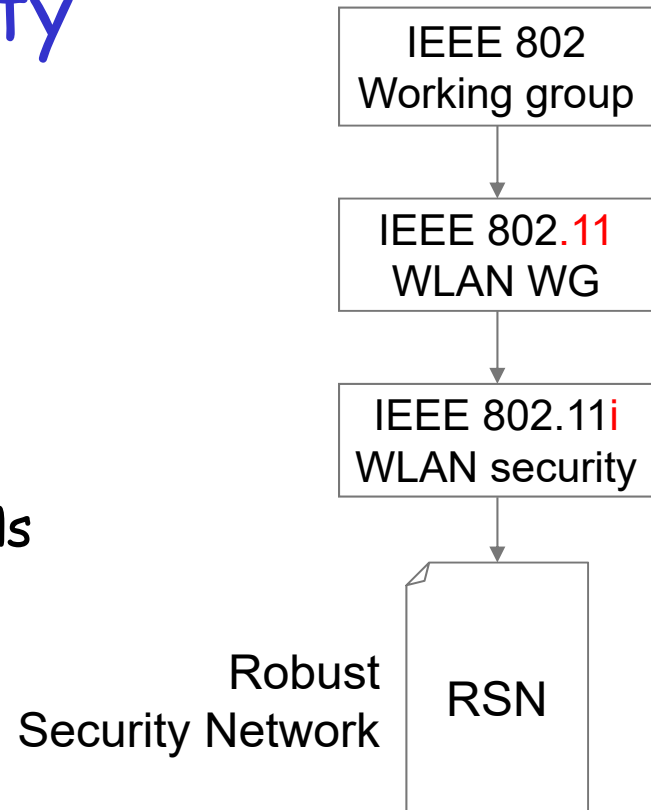 IEEE 802
Working group
IEEE 802.11
WLAN WG
IEEE 802.11i
WLAN security
Robust
Security Network
RSN